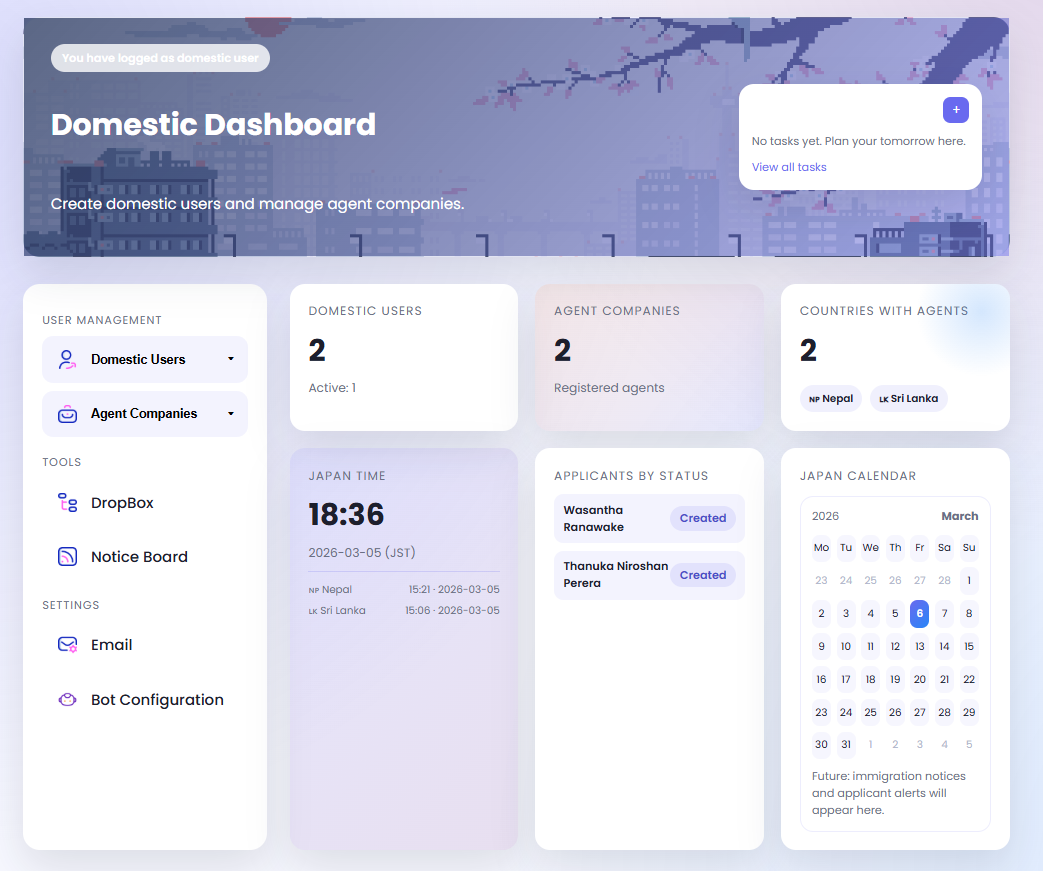 You have logged as domestic user
Domestic Dashboard
Create domestic users and manage agent companies.
+
No tasks yet. Plan your tomorrow here.
View all tasks
USER MANAGEMENT
Domestic Users
Agent Companies
TOOLS
DropBox
Notice Board
SETTINGS
Email
Bot Configuration
DOMESTIC USERS
2
Active: 1
AGENT COMPANIES
2
Registered agents
COUNTRIES WITH AGENTS
2
NP Nepal LK Sri Lanka
JAPAN TIME
18:36
2026-03-05 (JST)
NP Nepal 15:21 · 2026-03-05
LK Sri Lanka 15:06 · 2026-03-05
APPLICANTS BY STATUS
Wasantha
Ranawake
Created
Thanuka Niroshan
Perera
Created
JAPAN CALENDAR
2026 March
Mo Tu We Th Fr Sa Su
23 24 25 26 27 28 1
2 3 4 5 6 7 8
9 10 11 12 13 14 15
16 17 18 19 20 21 22
23 24 25 26 27 28 29
30 31 1 2 3 4 5
Future: immigration notices
and applicant alerts will
appear here.